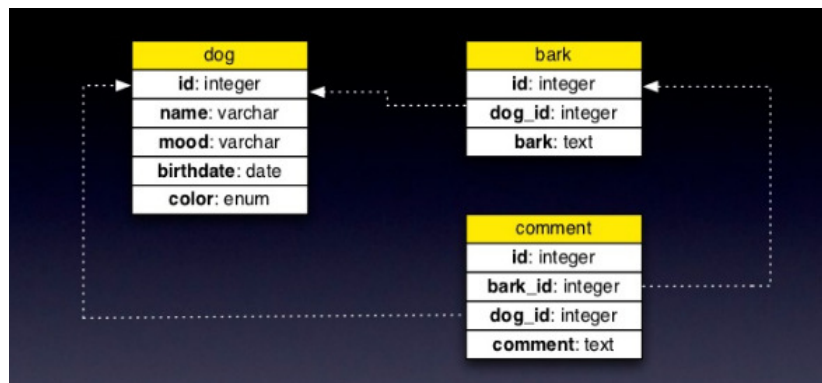 dog
id: integer
name: varchar
mood: varchar
birthdate: date
color: enum
bark
id: integer
dog_id: integer
bark: text
comment
id: integer
bark_id: integer
dog_id: integer
comment: text